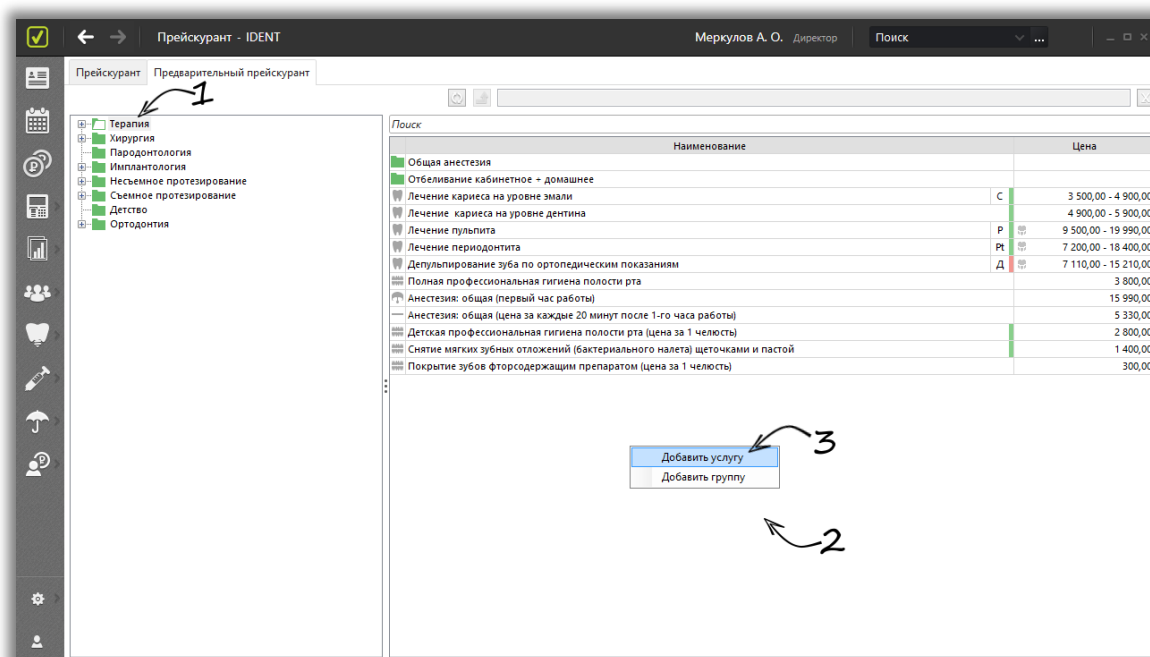 Прейскурант - IDENT
Меркулов А. О. Директор
Поиск
...
Прейскурант
Предварительный прейскурант
1
Терапия
Хирургия
Пародонтология
Имплантология
Несъемное протезирование
Съемное протезирование
Детство
Ортодонтия
Поиск
Наименование Цена
Общая анестезия
Отбеливание кабинетное + домашнее
Лечение кариеса на уровне эмали С 3 500,00 - 4 900,00
Лечение кариеса на уровне дентина 4 900,00 - 5 900,00
Лечение пульпита P 9 500,00 - 19 990,00
Лечение периодонтита Pt 7 200,00 - 18 400,00
Депульпирование зуба по ортопедическим показаниям Д 7 110,00 - 15 210,00
Полная профессиональная гигиена полости рта 3 800,00
Анестезия: общая (первый час работы) 15 990,00
Анестезия: общая (цена за каждые 20 минут после 1-го часа работы) 5 330,00
Детская профессиональная гигиена полости рта (цена за 1 челюсть) 2 800,00
Снятие мягких зубных отложений (бактериального налета) щеточками и пастой 1 400,00
Покрытие зубов фторсодержащим препаратом (цена за 1 челюсть) 300,00
3
Добавить услугу
Добавить группу
2